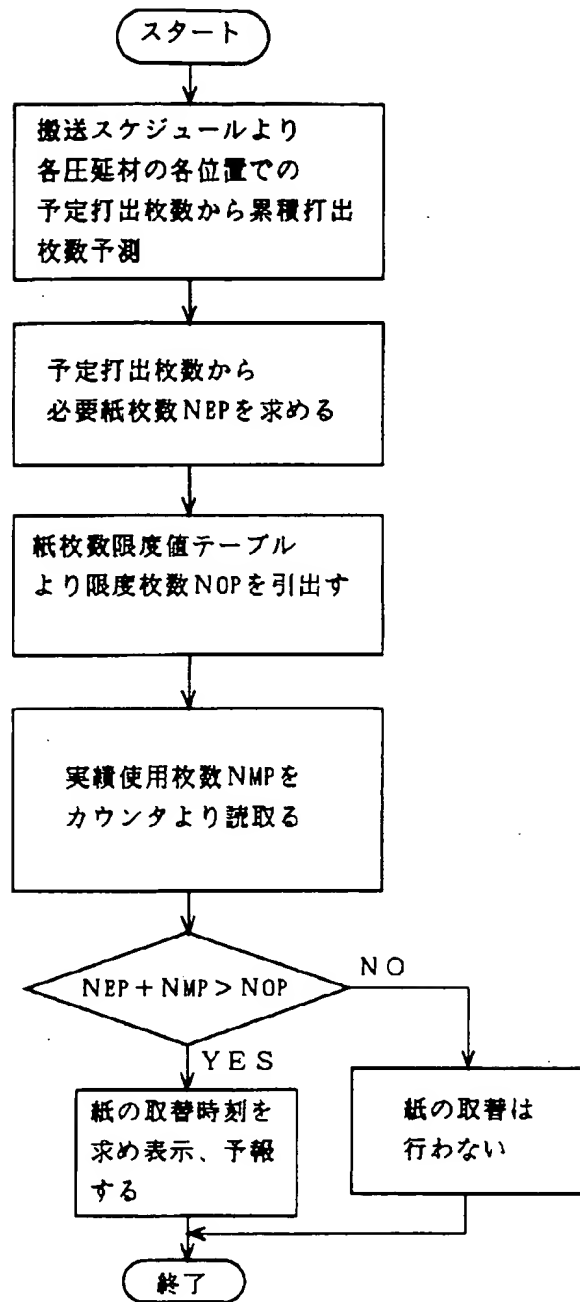 スタート
搬送スケジュールより
各圧延材の各位置での
予定打出枚数から累積打出
枚数予測
予定打出枚数から
必要紙枚数NEPを求める
紙枚数限度値テーブル
より限度枚数NOPを引出す
実績使用枚数NMPを
カウンタより読取る
NEP+NMP>NOP
NO
YES
紙の取替時刻を
求め表示、予報
する
紙の取替は
行わない
終了